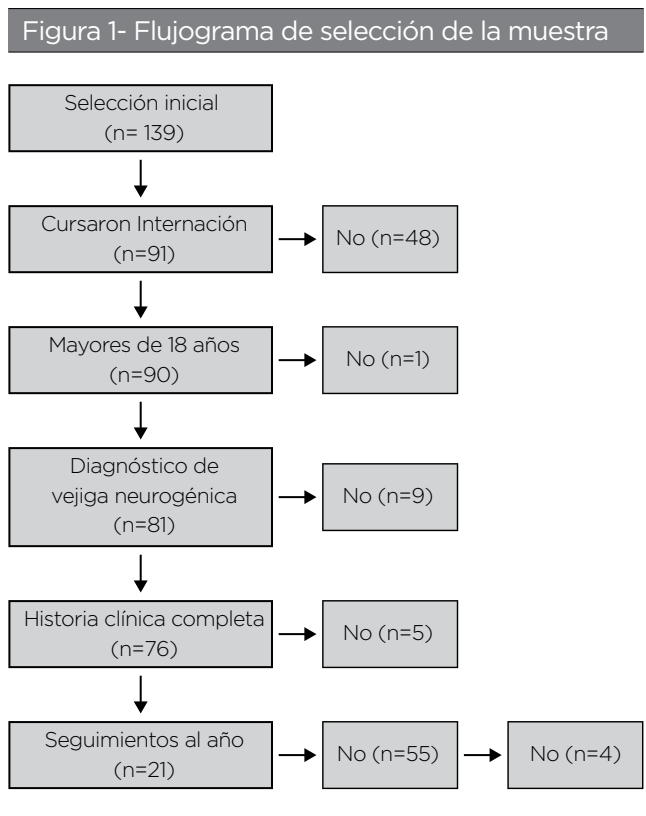 Figura 1- Flujograma de selección de la muestra
Selección inicial
(n= 139)
Cursaron Internación
(n=91)
No (n=48)
Mayores de 18 años
(n=90)
No (n=1)
Diagnóstico de
vejiga neurogénica
(n=81)
No (n=9)
Historia clínica completa
(n=76)
No (n=5)
Seguimientos al año
(n=21)
No (n=55)
No (n=4)